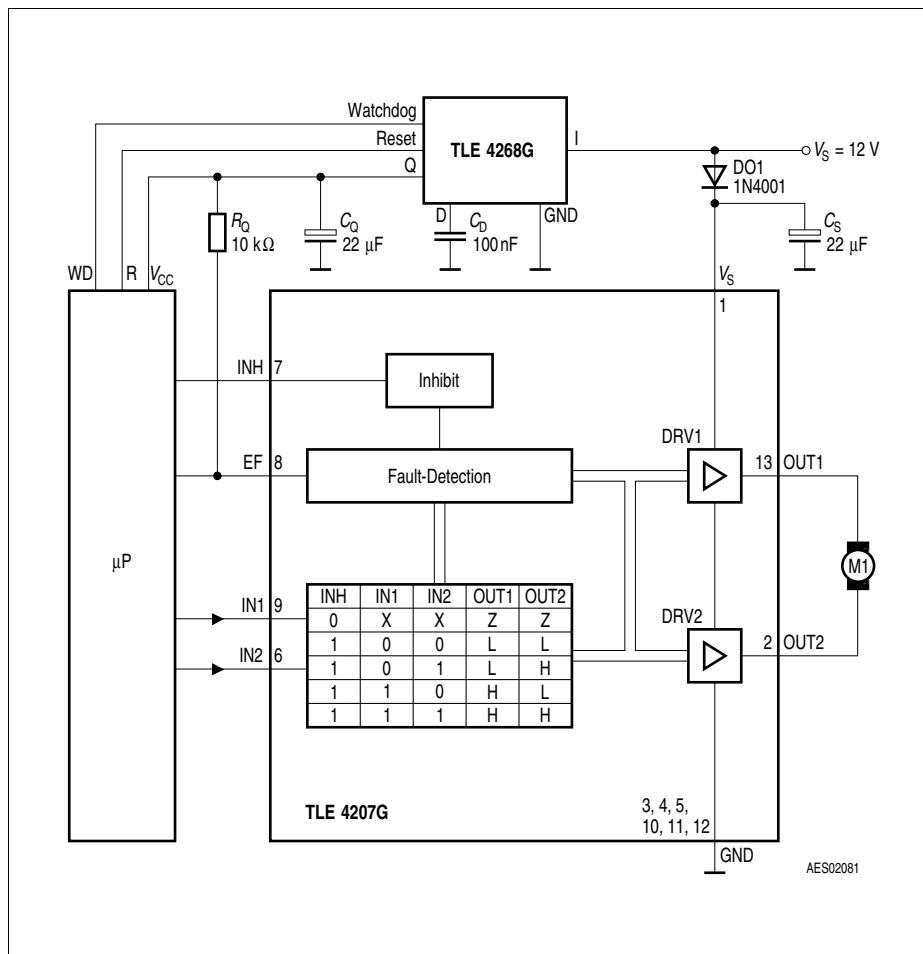 Watchdog
Reset
Q
TLE 4268G
I
V_S = 12 V
DO1
1N4001
R_Q
10 kΩ
C_Q
22 μF
D
C_D
100 nF
GND
C_S
22 μF
WD R V_CC
V_S
1
INH 7
Inhibit
DRV1
EF 8
Fault-Detection
13 OUT1
μP
M1
IN1 9
IN2 6
INH IN1 IN2 OUT1 OUT2
0 X X Z Z
1 0 0 L L
1 0 1 L H
1 1 0 H L
1 1 1 H H
DRV2
2 OUT2
TLE 4207G
3, 4, 5,
10, 11, 12
GND
AES02081